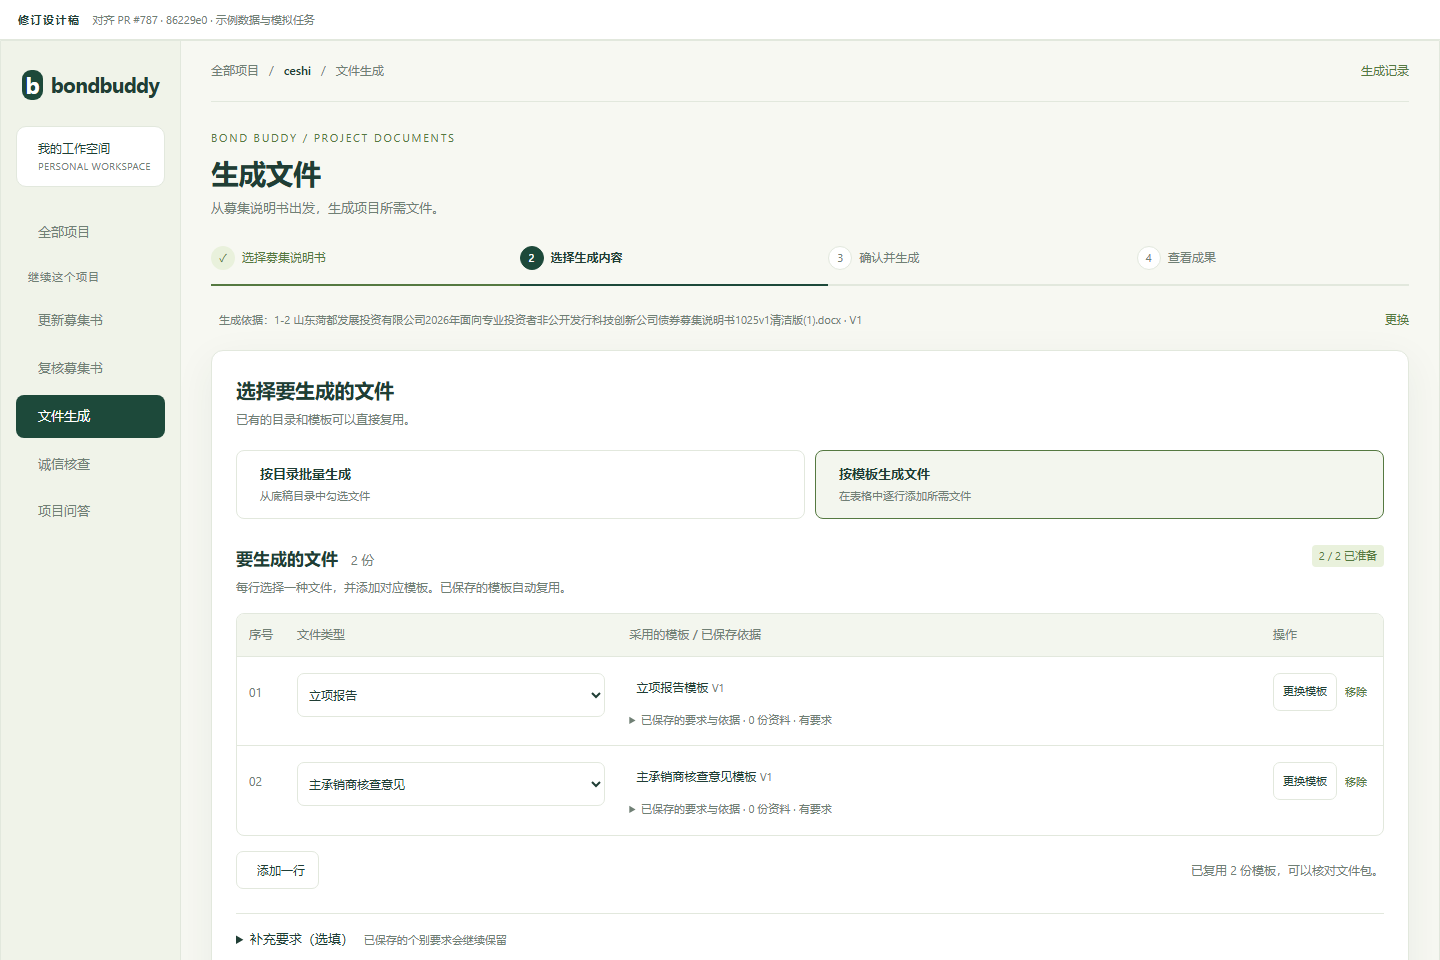 修订设计稿 对齐 PR #787 · 86229e0 · 示例数据与模拟任务
bondbuddy
我的工作空间
PERSONAL WORKSPACE
全部项目
继续这个项目
更新募集书
复核募集书
文件生成
诚信核查
项目问答
全部项目 / ceshi / 文件生成
生成记录
BOND BUDDY / PROJECT DOCUMENTS
生成文件
从募集说明书出发，生成项目所需文件。
✓ 选择募集说明书
2 选择生成内容
3 确认并生成
4 查看成果
生成依据：1-2 山东菏都发展投资有限公司2026年面向专业投资者非公开发行科技创新公司债券募集说明书1025v1清洁版(1).docx · V1
更换
选择要生成的文件
已有的目录和模板可以直接复用。
按目录批量生成
从底稿目录中勾选文件
按模板生成文件
在表格中逐行添加所需文件
要生成的文件 2 份
2 / 2 已准备
每行选择一种文件，并添加对应模板。已保存的模板自动复用。
序号 文件类型 采用的模板 / 已保存依据 操作
01 立项报告 立项报告模板 V1 更换模板 移除
▶ 已保存的要求与依据 · 0 份资料 · 有要求
02 主承销商核查意见 主承销商核查意见模板 V1 更换模板 移除
▶ 已保存的要求与依据 · 0 份资料 · 有要求
添加一行
已复用 2 份模板，可以核对文件包。
▶ 补充要求（选填） 已保存的个别要求会继续保留